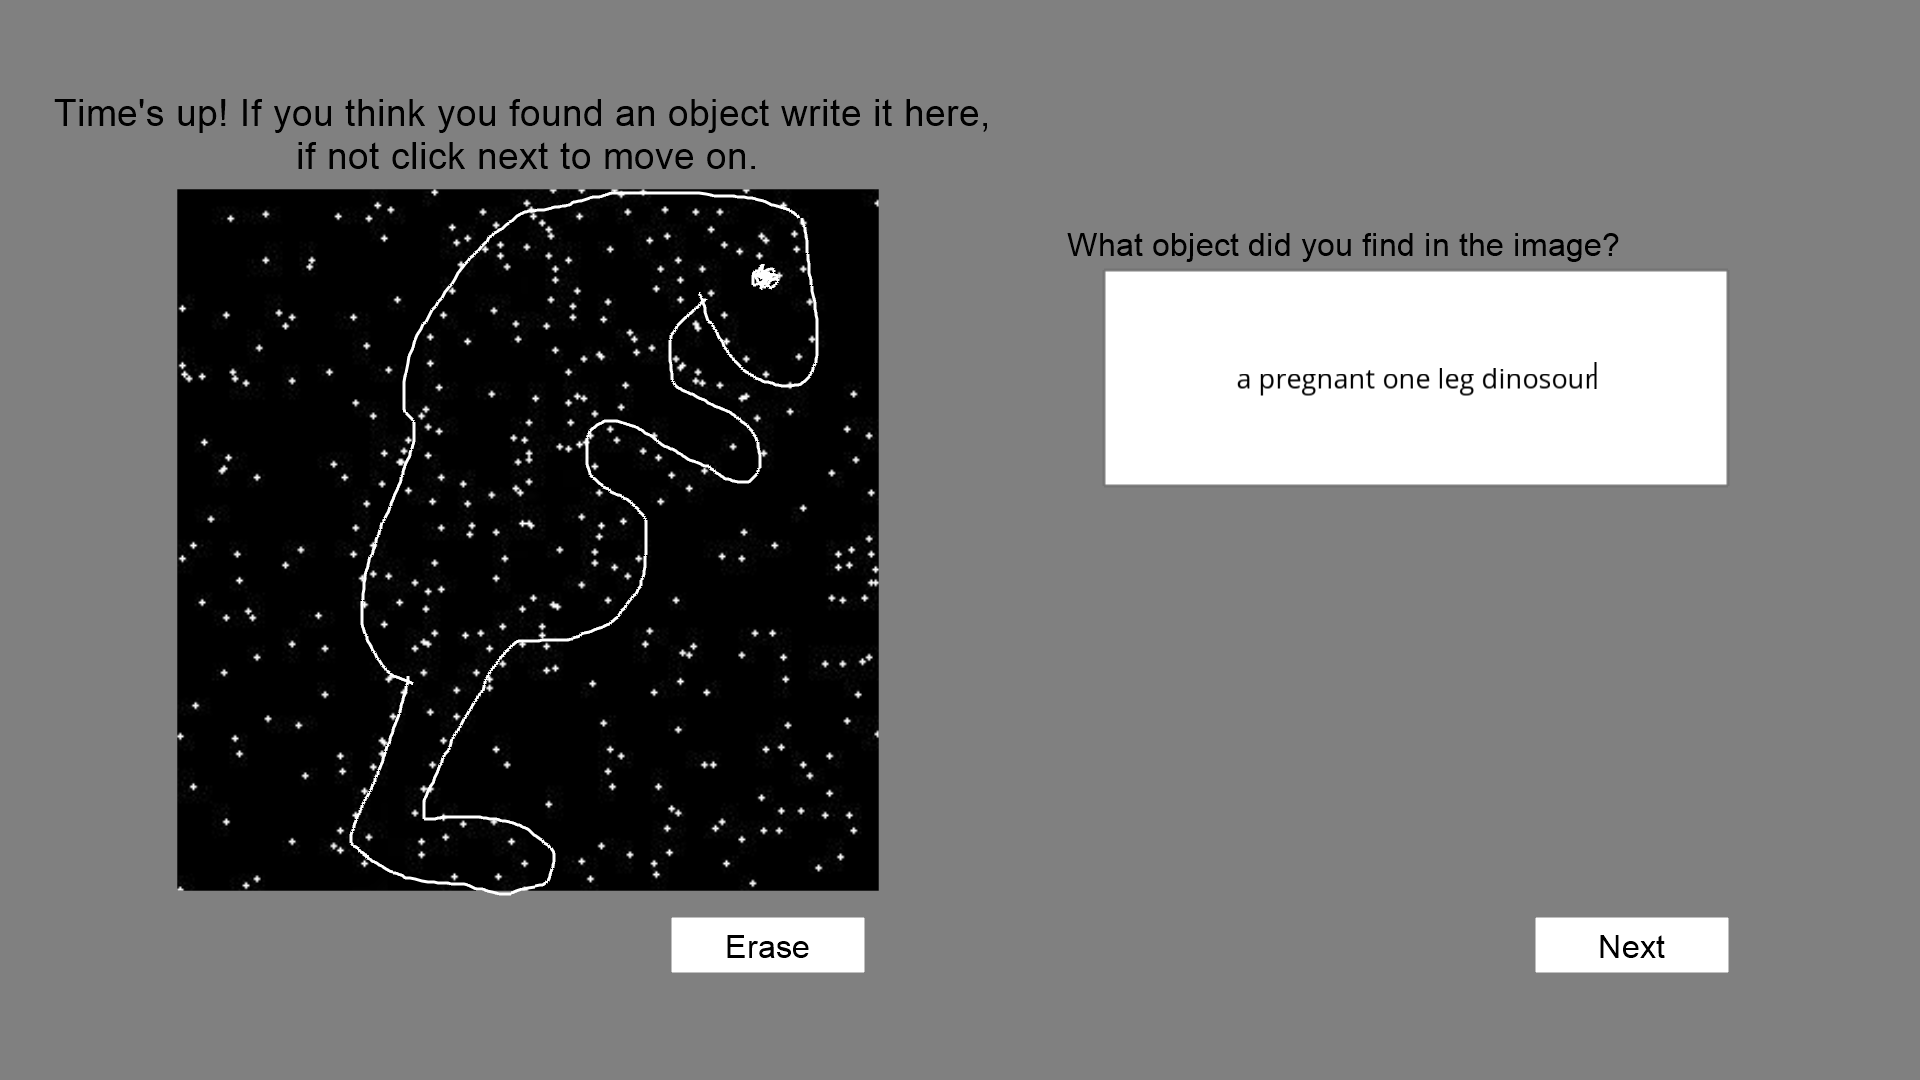 Time's up! If you think you found an object write it here,
if not click next to move on.
What object did you find in the image?
a pregnant one leg dinosour
Erase
Next